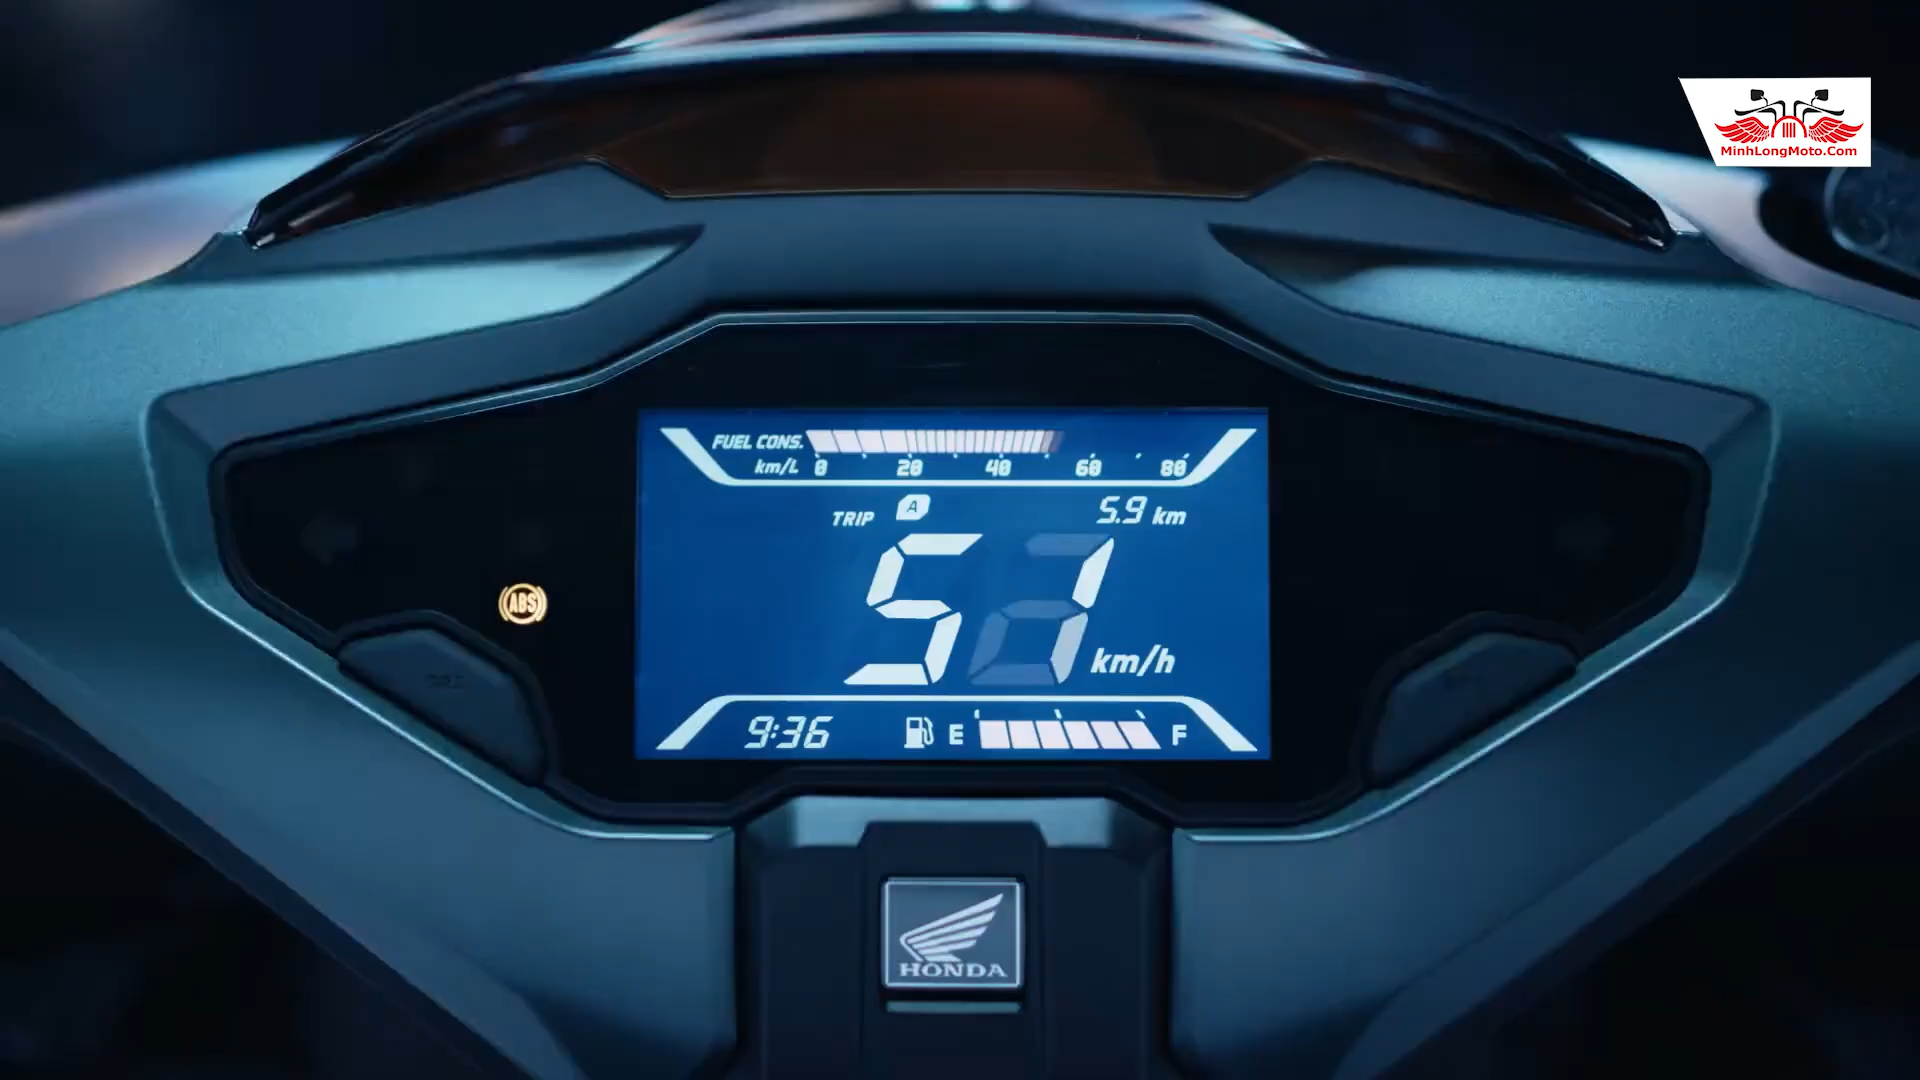 MinhLongMoto.Com
FUEL CONS.
km/L 0 20 40 60 80
TRIP A 5.9 km
km/h
ABS
9:36 E F
HONDA